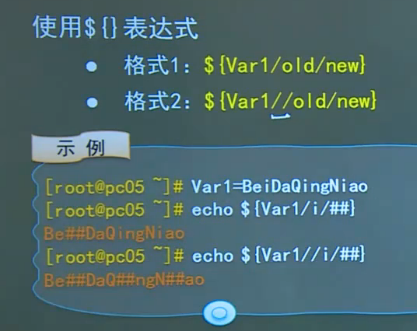 使用${}表达式
● 格式1：${Var1/old/new}
● 格式2：${Var1//old/new}
示 例
[root@pc05 ~]# Var1=BeiDaQingNiao
[root@pc05 ~]# echo ${Var1/i/##}
Be##DaQingNiao
[root@pc05 ~]# echo ${Var1//i/##}
Be##DaQ##ngN##ao